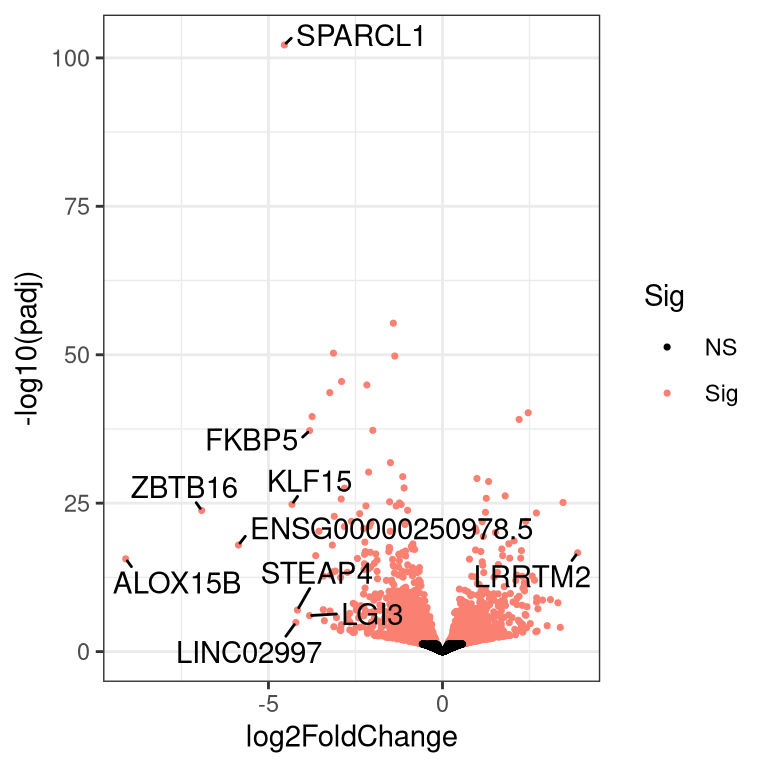 SPARCL1
100
75
50
25
0
-log10(padj)
FKBP5
ZBTB16
KLF15
ENSG00000250978.5
STEAP4
LRRTM2
ALOX15B
LGI3
LINC02997
-5
0
log2FoldChange
Sig
NS
Sig